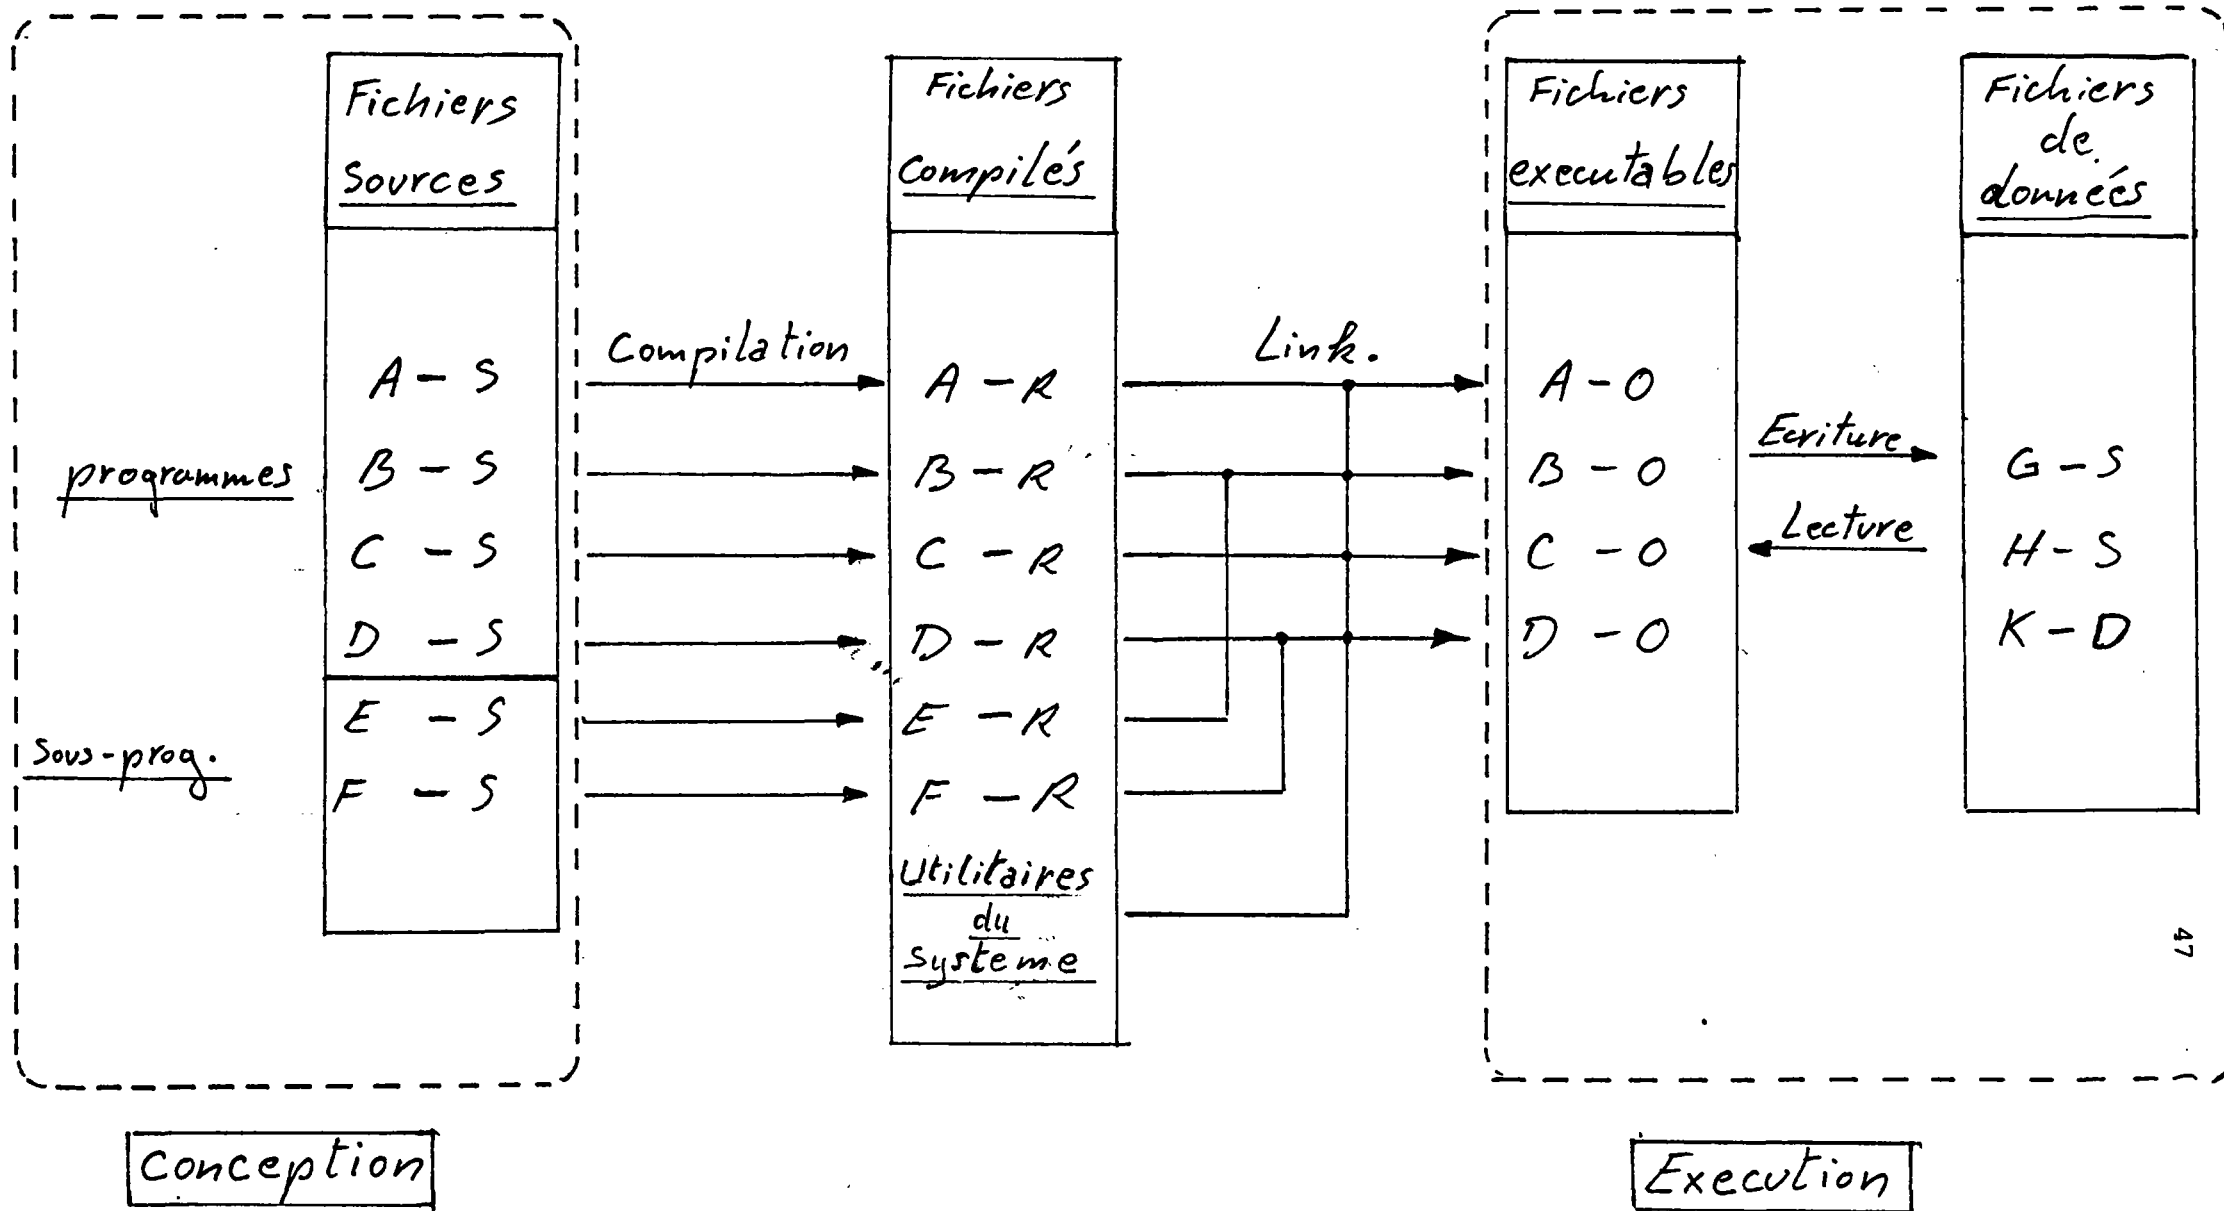 Fichiers
Sources
Fichiers
Compilés
Fichiers
executables
Fichiers
de
données
Compilation
Link.
A - S
A - R
A - O
programmes
B - S
B - R
B - O
Ecriture
G - S
C - S
C - R
C - O
Lecture
H - S
D - S
D - R
D - O
K - D
E - S
E - R
Sous-prog.
F - S
F - R
Utilitaires
du
systeme
47
Conception
Execution